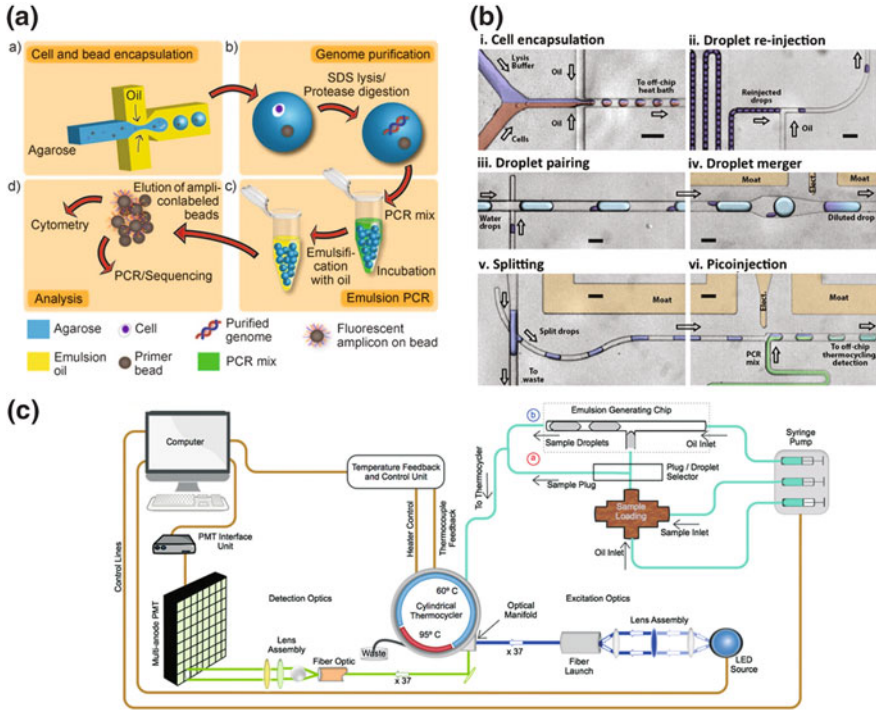 (a)
a)
Cell and bead encapsulation
Oil
Agarose
b)
Genome purification
SDS lysis/
Protease digestion
d)
Elution of ampli-
conlabeled
beads
Cytometry
PCR/Sequencing
Analysis
c)
PCR mix
Emulsifi-
cation
with oil
Incubation
Emulsion PCR
Agarose
Cell
Purified
genome
Fluorescent
amplicon on bead
Emulsion
oil
Primer
bead
PCR mix
(b)
i. Cell encapsulation
Lysis
Buffer
Oil
To off-chip
heat bath
Oil
Cells
ii. Droplet re-injection
Reinjected
drops
Oil
iii. Droplet pairing
Water
drops
iv. Droplet merger
Moat
Elect.
Moat
Diluted drop
v. Splitting
Moat
Split drops
To
waste
vi. Picoinjection
Elect.
Moat
PCR
mix
To off-chip
thermocycling
detection
(c)
Computer
PMT Interface
Unit
Control Lines
Multi-anode PMT
Temperature Feedback
and Control Unit
Heater Control
Thermocouple
Feedback
To Thermocycler
b
Emulsion Generating Chip
Sample Droplets
Oil Inlet
a
Sample Plug
Plug / Droplet
Selector
Sample
Loading
Sample Inlet
Oil Inlet
Syringe
Pump
Detection Optics
60º C
Cylindrical
Thermocycler
95º C
Optical
Manifold
Excitation Optics
Lens
Assembly
Fiber Optic
Waste
x 37
x 37
Fiber
Launch
Lens Assembly
LED
Source